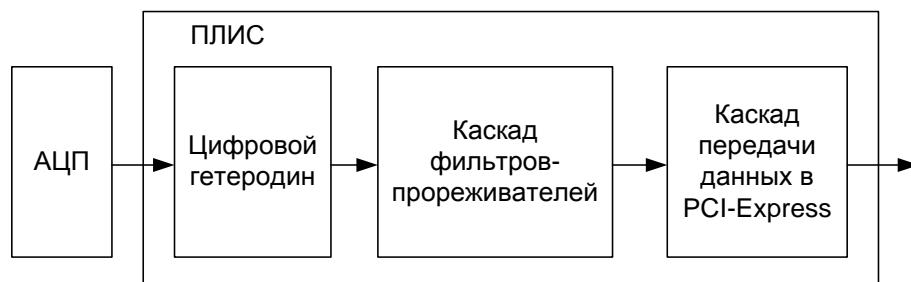 ПЛИС
АЦП
Цифровой
гетеродин
Каскад
фильтров-
прореживателей
Каскад
передачи
данных в
PCI-Express